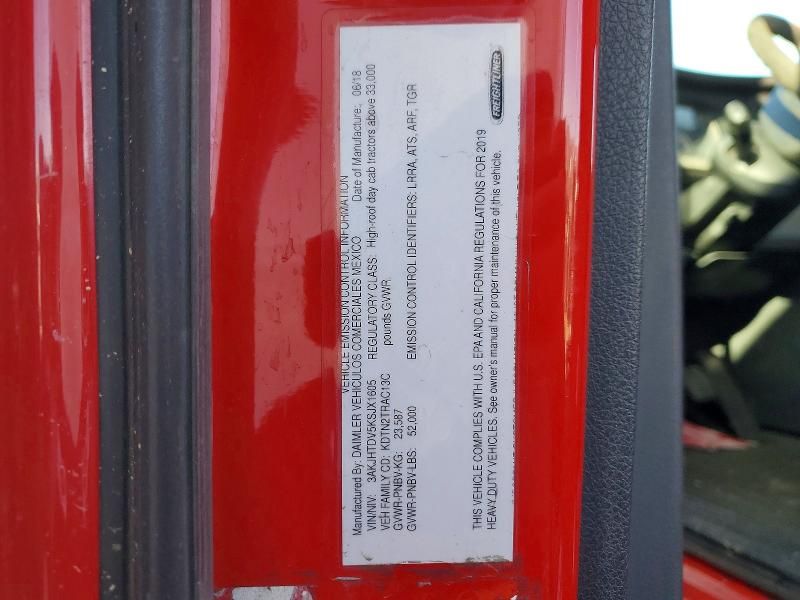 VEHICLE EMISSION CONTROL INFORMATION
Manufactured By: DAIMLER VEHICULOS COMERCIALES MEXICO Date of Manufacture: 06/18
VIN/NIV: 3AKJHTDV5KSJX1605 REGULATORY CLASS High-roof day cab tractors above 33,000
VEH FAMILY CD: KDTN2TRAC13C pounds GVWR
GVWR-PNBV-KG: 23,587
GVWR-PNBV-LBS: 52,000 EMISSION CONTROL IDENTIFIERS: LRRA, ATS, ARF, TGR
THIS VEHICLE COMPLIES WITH U.S. EPA AND CALIFORNIA REGULATIONS FOR 2019
HEAVY DUTY VEHICLES. See owner's manual for proper maintenance of this vehicle.
FREIGHTLINER